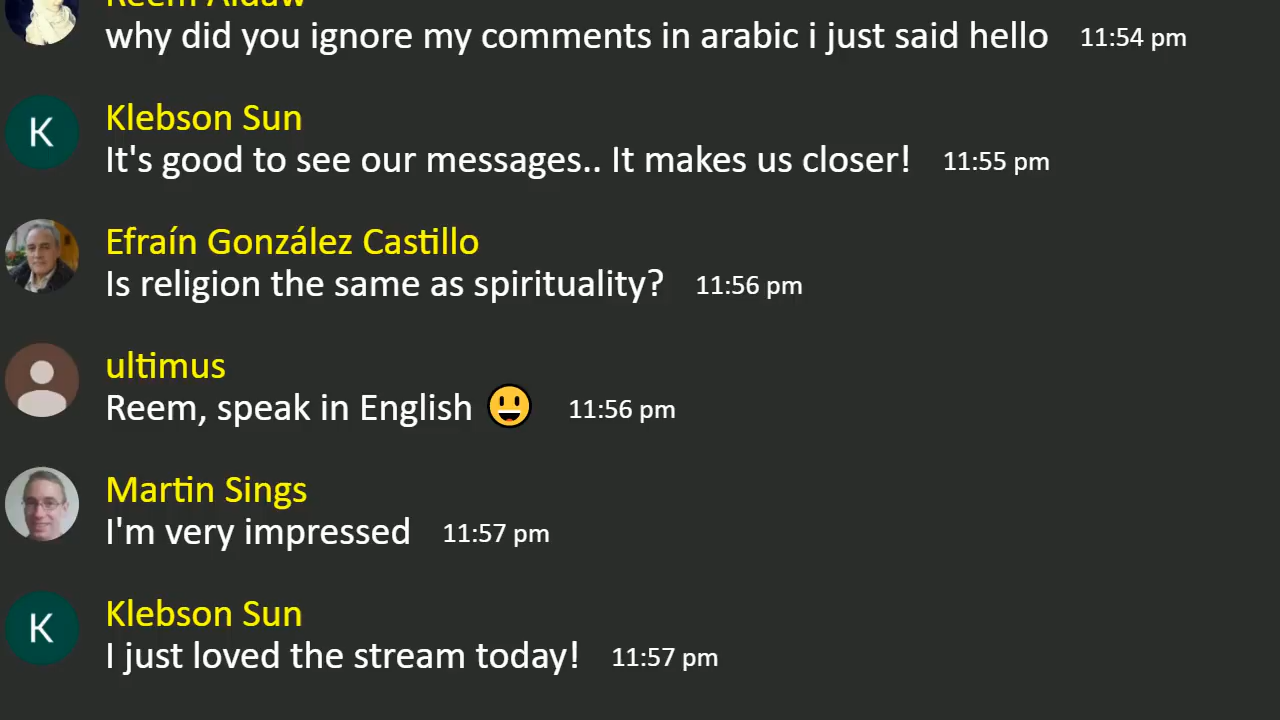 Reem Aldaw
why did you ignore my comments in arabic i just said hello 11:54 pm
K
Klebson Sun
It's good to see our messages.. It makes us closer! 11:55 pm
Efraín González Castillo
Is religion the same as spirituality? 11:56 pm
ultimus
Reem, speak in English 😃 11:56 pm
Martin Sings
I'm very impressed 11:57 pm
K
Klebson Sun
I just loved the stream today! 11:57 pm